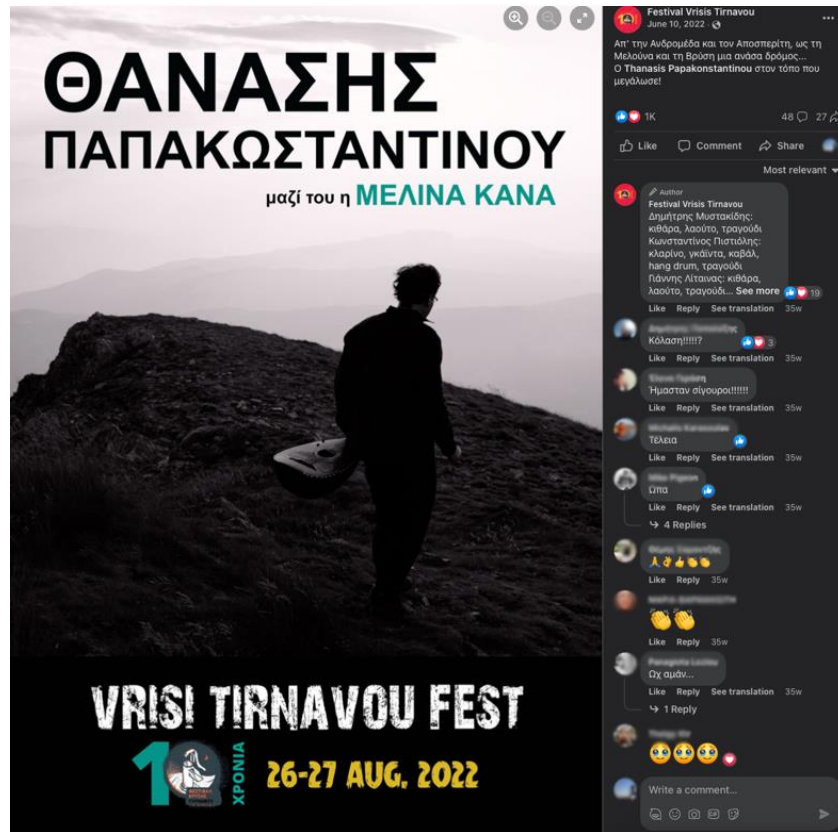 ΘΑΝΑΣΗΣ
ΠΑΠΑΚΩΣΤΑΝΤΙΝΟΥ
μαζί του η ΜΕΛΙΝΑ ΚΑΝΑ
VRISI TIRNAVOU FEST
10 ΧΡΟΝΙΑ
26-27 AUG. 2022
Festival Vrisis Tirnavou
June 10, 2022 ·
Απ' την Ανδρομέδα και τον Αποσπερίτη, ως τη
Μελούνα και τη Βρύση μια ανάσα δρόμος...
Ο Thanasis Papakonstantinou στον τόπο που
μεγάλωσε!
1K
48
27
Like
Comment
Share
Most relevant
Author
Festival Vrisis Tirnavou
Δημήτρης Μυστακίδης:
κιθάρα, λαούτο, τραγούδι
Κωνσταντίνος Πιστιόλης:
κλαρίνο, γκάϊντα, καβάλ,
hang drum, τραγούδι
Γιάννης Λίταινας: κιθάρα,
λαούτο, τραγούδι... See more
19
Like Reply See translation 35w
Κόλαση!!!!!?
3
Like Reply See translation 35w
Ήμασταν σίγουροι!!!!!!
Like Reply See translation 35w
Τέλεια
Like Reply See translation 35w
Ωπα
Like Reply See translation 35w
4 Replies
🙏👌👍👏👏
Like Reply 35w
👏👏
Like Reply 35w
Ωχ αμάν...
Like Reply See translation 35w
1 Reply
🥹🥹🥹
Write a comment...
GIF